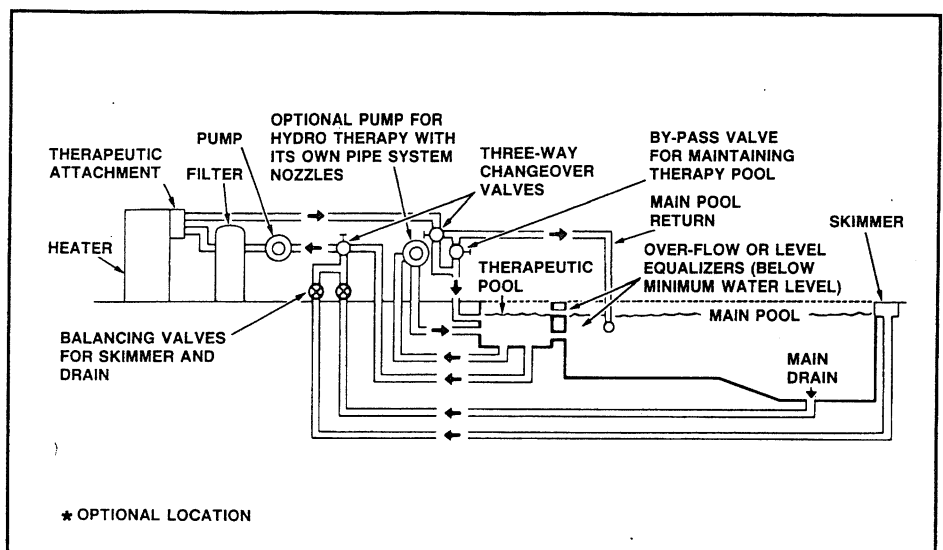 OPTIONAL PUMP FOR
HYDRO THERAPY WITH
ITS OWN PIPE SYSTEM
NOZZLES
PUMP
THERAPEUTIC
ATTACHMENT
FILTER
THREE-WAY
CHANGEOVER
VALVES
BY-PASS VALVE
FOR MAINTAINING
THERAPY POOL
MAIN POOL
RETURN
SKIMMER
HEATER
OVER-FLOW OR LEVEL
EQUALIZERS (BELOW
MINIMUM WATER LEVEL)
THERAPEUTIC
POOL
MAIN POOL
BALANCING VALVES
FOR SKIMMER AND
DRAIN
MAIN
DRAIN
* OPTIONAL LOCATION